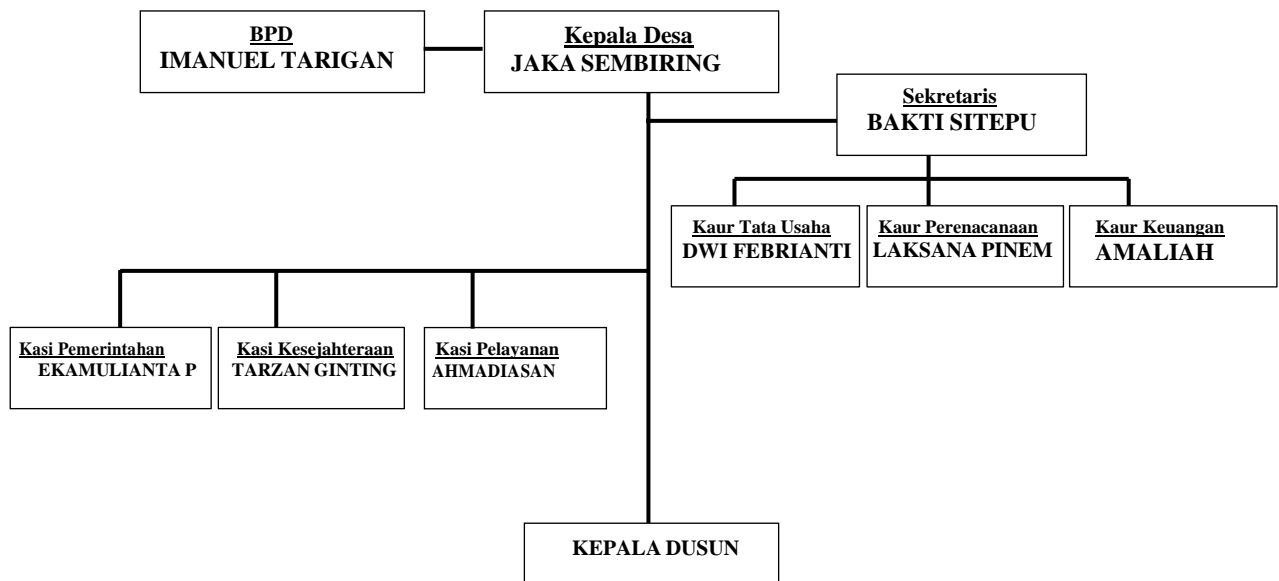 BPD
IMANUEL TARIGAN
Kepala Desa
JAKA SEMBIRING
Sekretaris
BAKTI SITEPU
Kaur Tata Usaha
DWI FEBRIANTI
Kaur Perenacanaan
LAKSANA PINEM
Kaur Keuangan
AMALIAH
Kasi Pemerintahan
EKAMULIANTA P
Kasi Kesejahteraan
TARZAN GINTING
Kasi Pelayanan
AHMADIASAN
KEPALA DUSUN